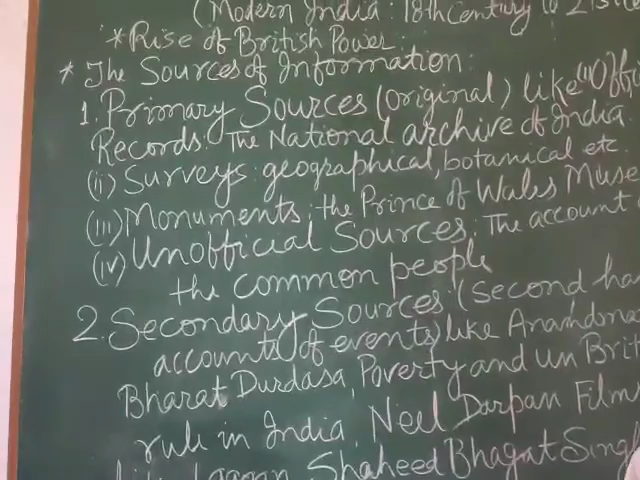 (Modern India: 18th Century to 21st
* Rise of British Power:
* The Sources of Information:
1. Primary Sources (original) like "(i) Offi
Records: The National archive of India.
(ii) Surveys: geographical, botanical etc.
(iii) Monuments: the Prince of Wales Muse
(iv) Unofficial Sources: The account
the common people
2. Secondary Sources: (Second ha
accounts of events) like Anandma
Bharat Durdasa, Poverty and un Brit
rule in India, Neel Darpan Film
Lagaan, Shaheed Bhagat Singh